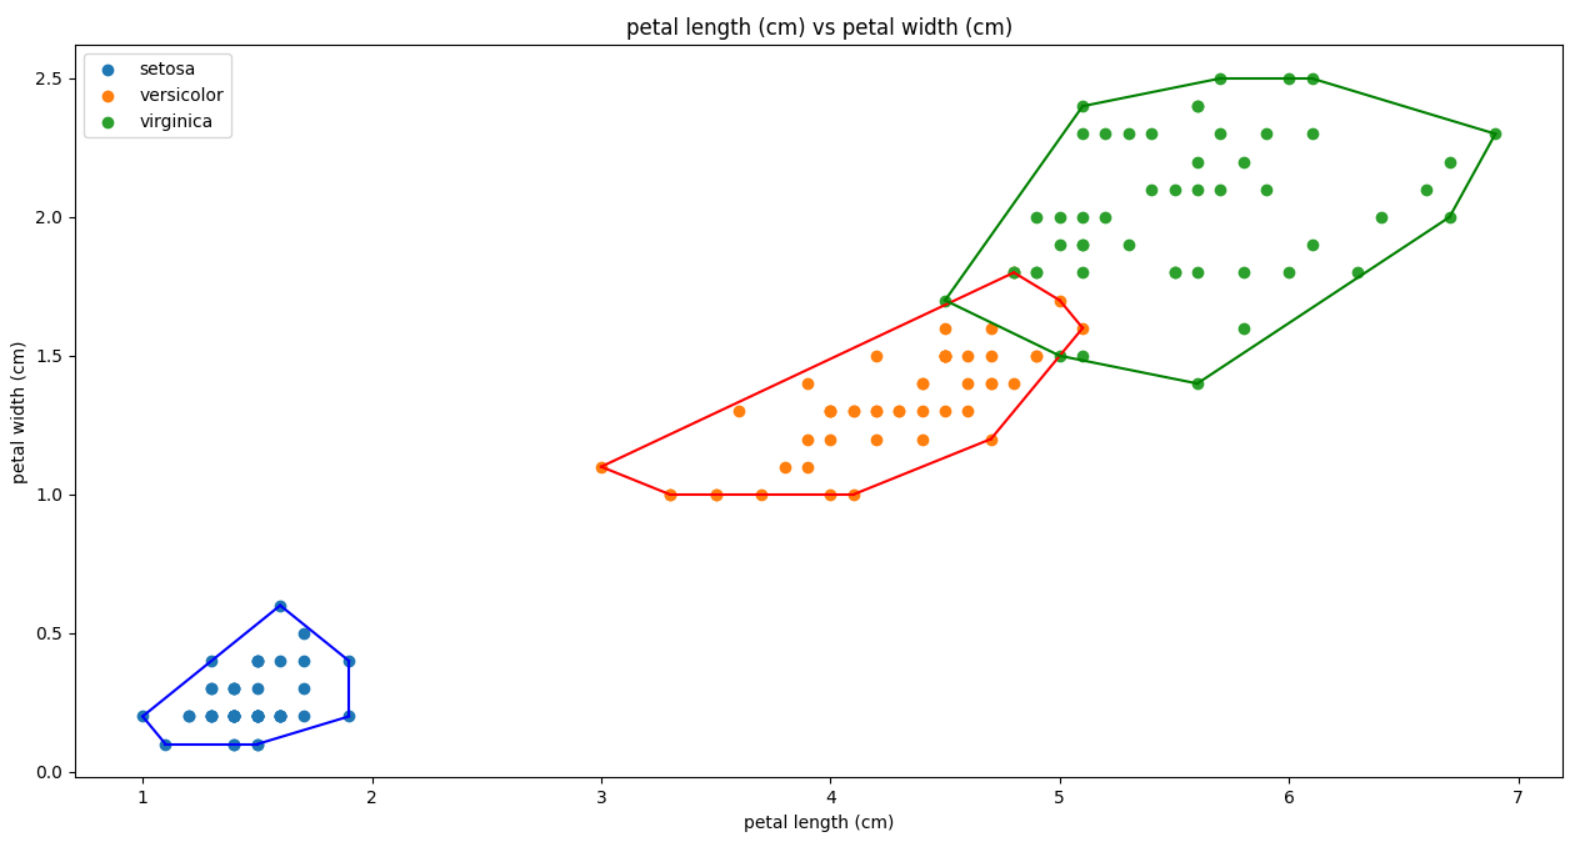 petal length (cm) vs petal width (cm)
setosa
versicolor
virginica
petal width (cm)
2.5
2.0
1.5
1.0
0.5
0.0
1 2 3 4 5 6 7
petal length (cm)